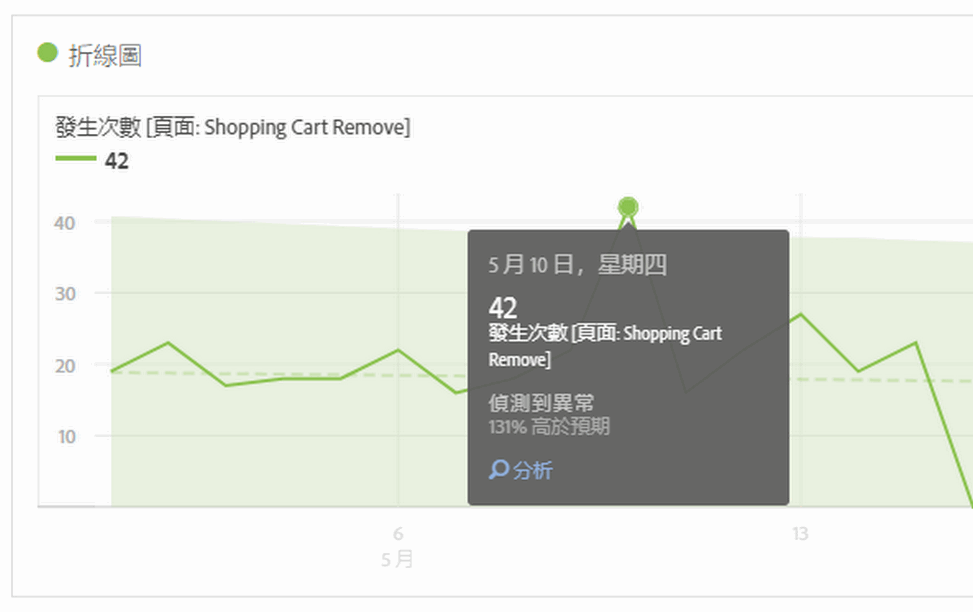 折線圖
發生次數 [頁面: Shopping Cart Remove]
42
40
30
20
10
5 月 10 日，星期四
42
發生次數 [頁面: Shopping Cart
Remove]
偵測到異常
131% 高於預期
分析
6
13
5 月